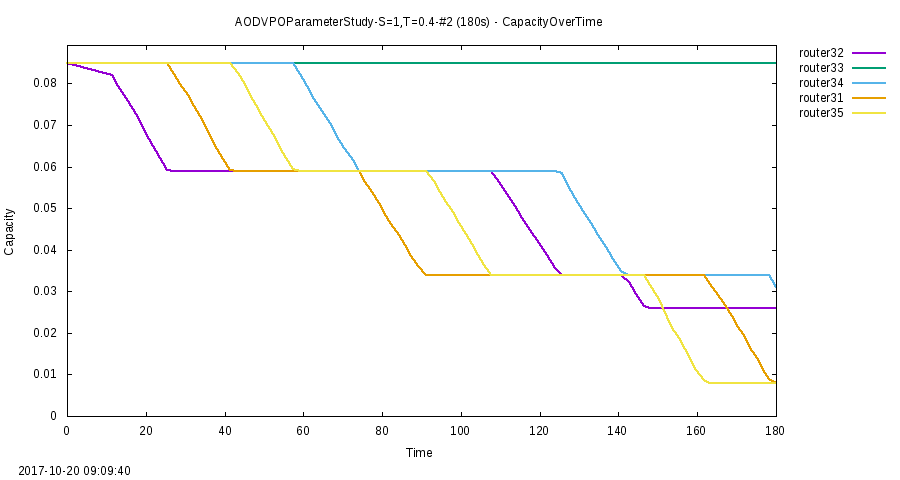 AODVPOParameterStudy-S=1,T=0.4-#2 (180s) - CapacityOverTime
router32
router33
router34
router31
router35
0.08
0.07
0.06
0.05
0.04
0.03
0.02
0.01
0
Capacity
0 20 40 60 80 100 120 140 160 180
Time
2017-10-20 09:09:40